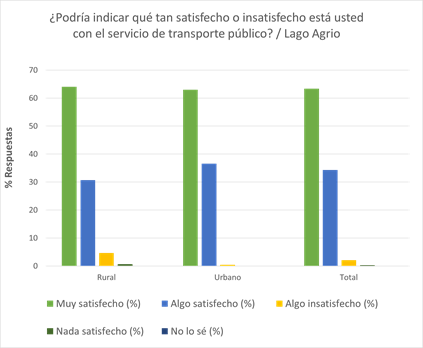 ¿Podría indicar qué tan satisfecho o insatisfecho está usted
con el servicio de transporte público? / Lago Agrio
% Respuestas
70
60
50
40
30
20
10
0
Rural Urbano Total
Muy satisfecho (%) Algo satisfecho (%) Algo insatisfecho (%)
Nada satisfecho (%) No lo sé (%)